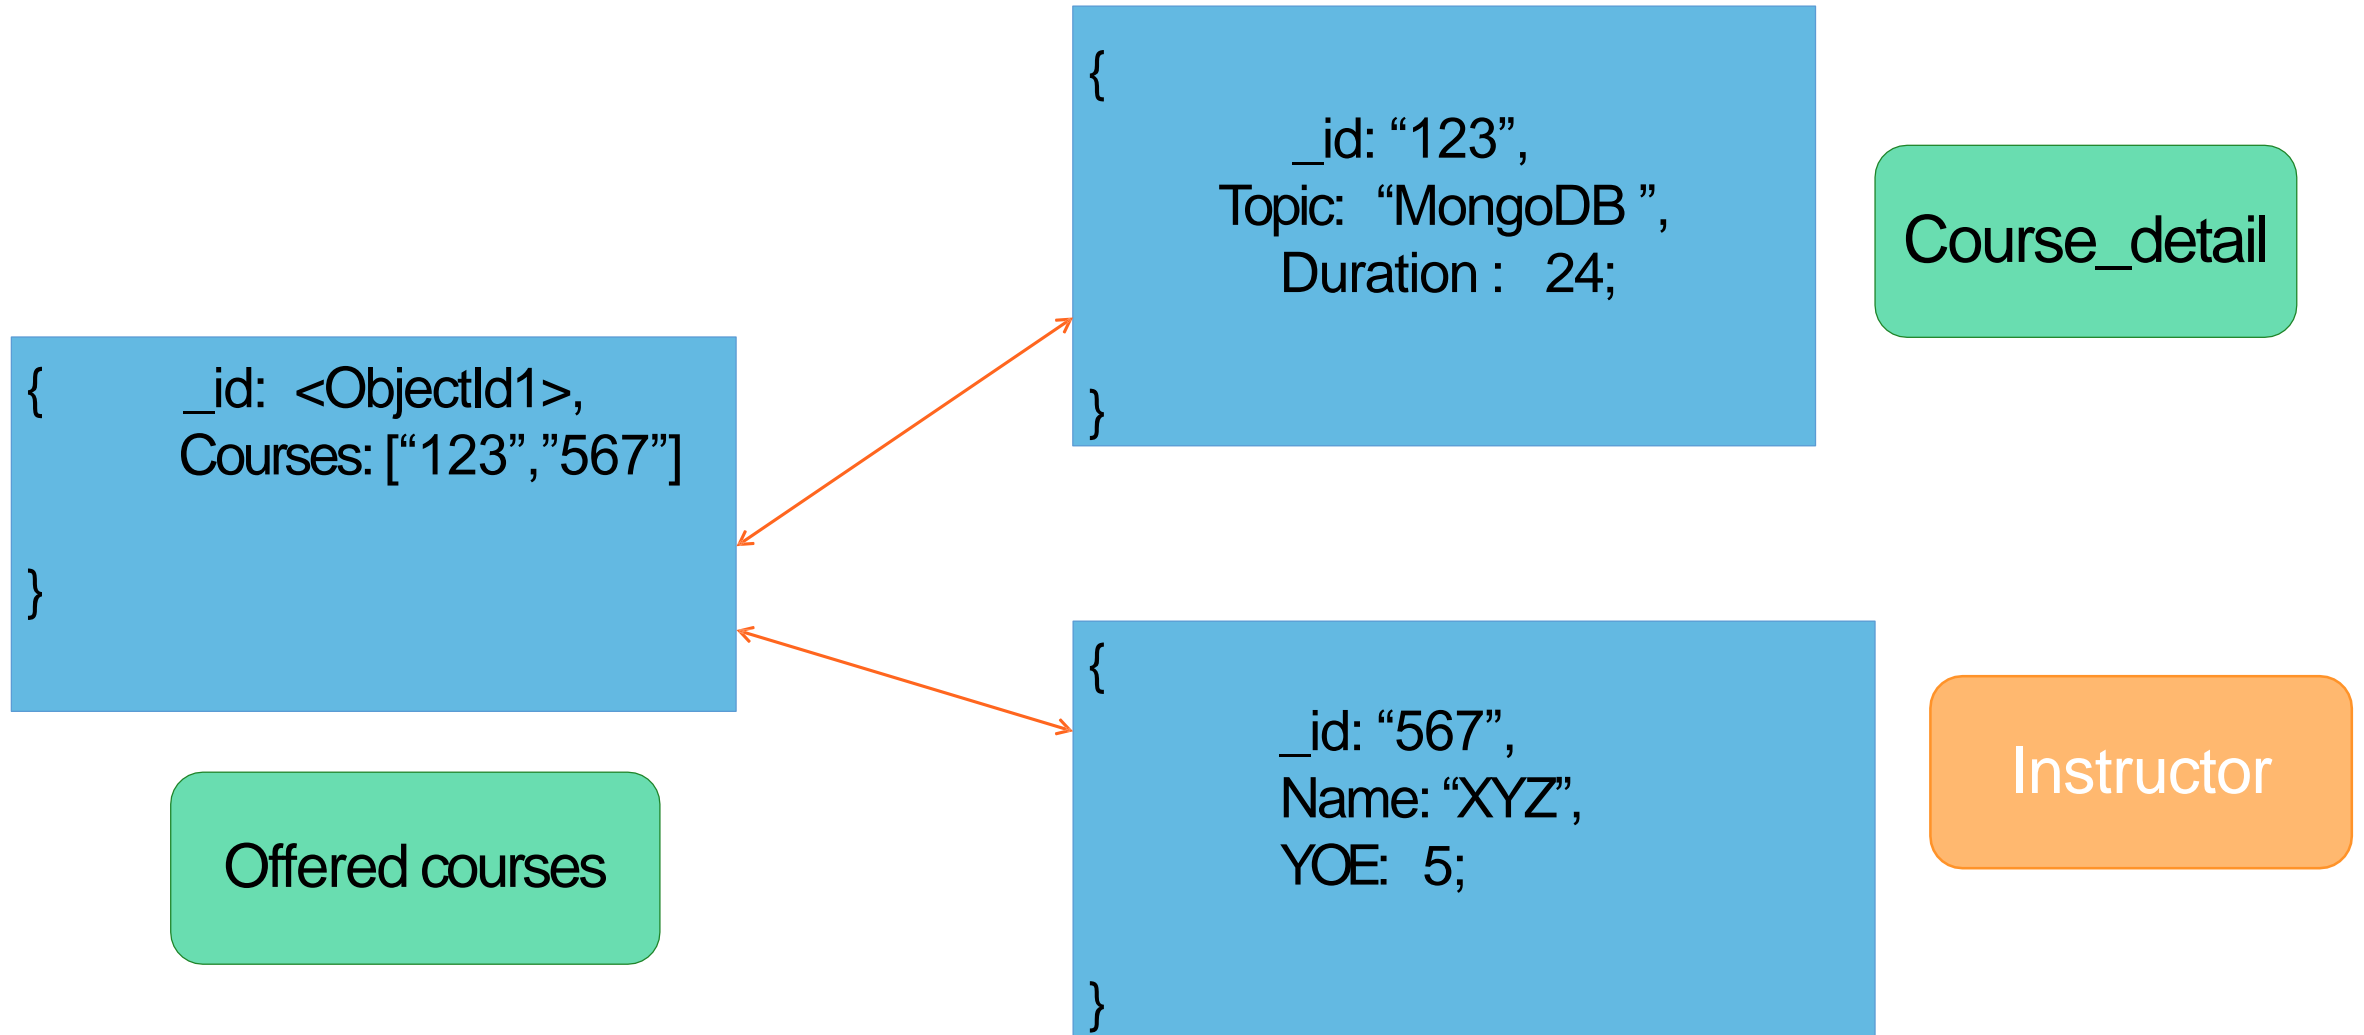 { _id: <ObjectId1>,
Courses: [“123”,”567”]
}
Offered courses
{
_id: “123”,
Topic: “MongoDB ”,
Duration : 24;
}
Course_detail
{
_id: “567”,
Name: “XYZ”,
YOE: 5;
}
Instructor